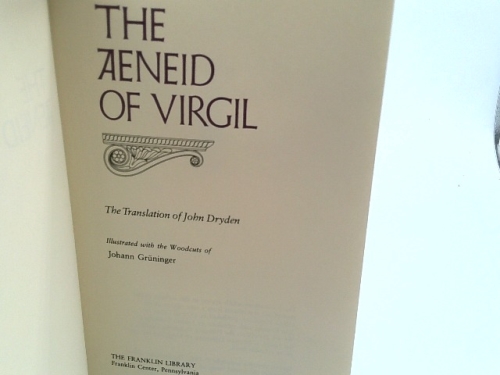 THE
AENEID
OF VIRGIL
The Translation of John Dryden
Illustrated with the Woodcuts of
Johann Grüninger
THE FRANKLIN LIBRARY
Franklin Center, Pennsylvania